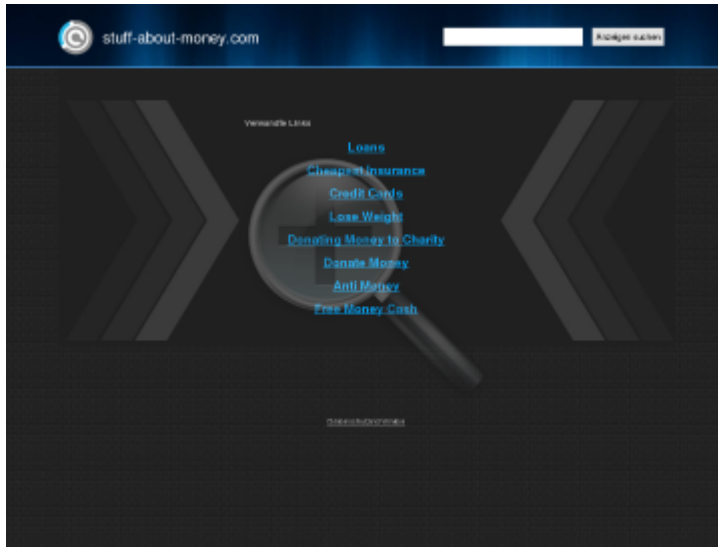 stuff-about-money.com
Anzeigen suchen
Verwandte Links
Loans
Cheapest Insurance
Credit Cards
Lose Weight
Donating Money to Charity
Donate Money
Anti Money
Free Money Cash